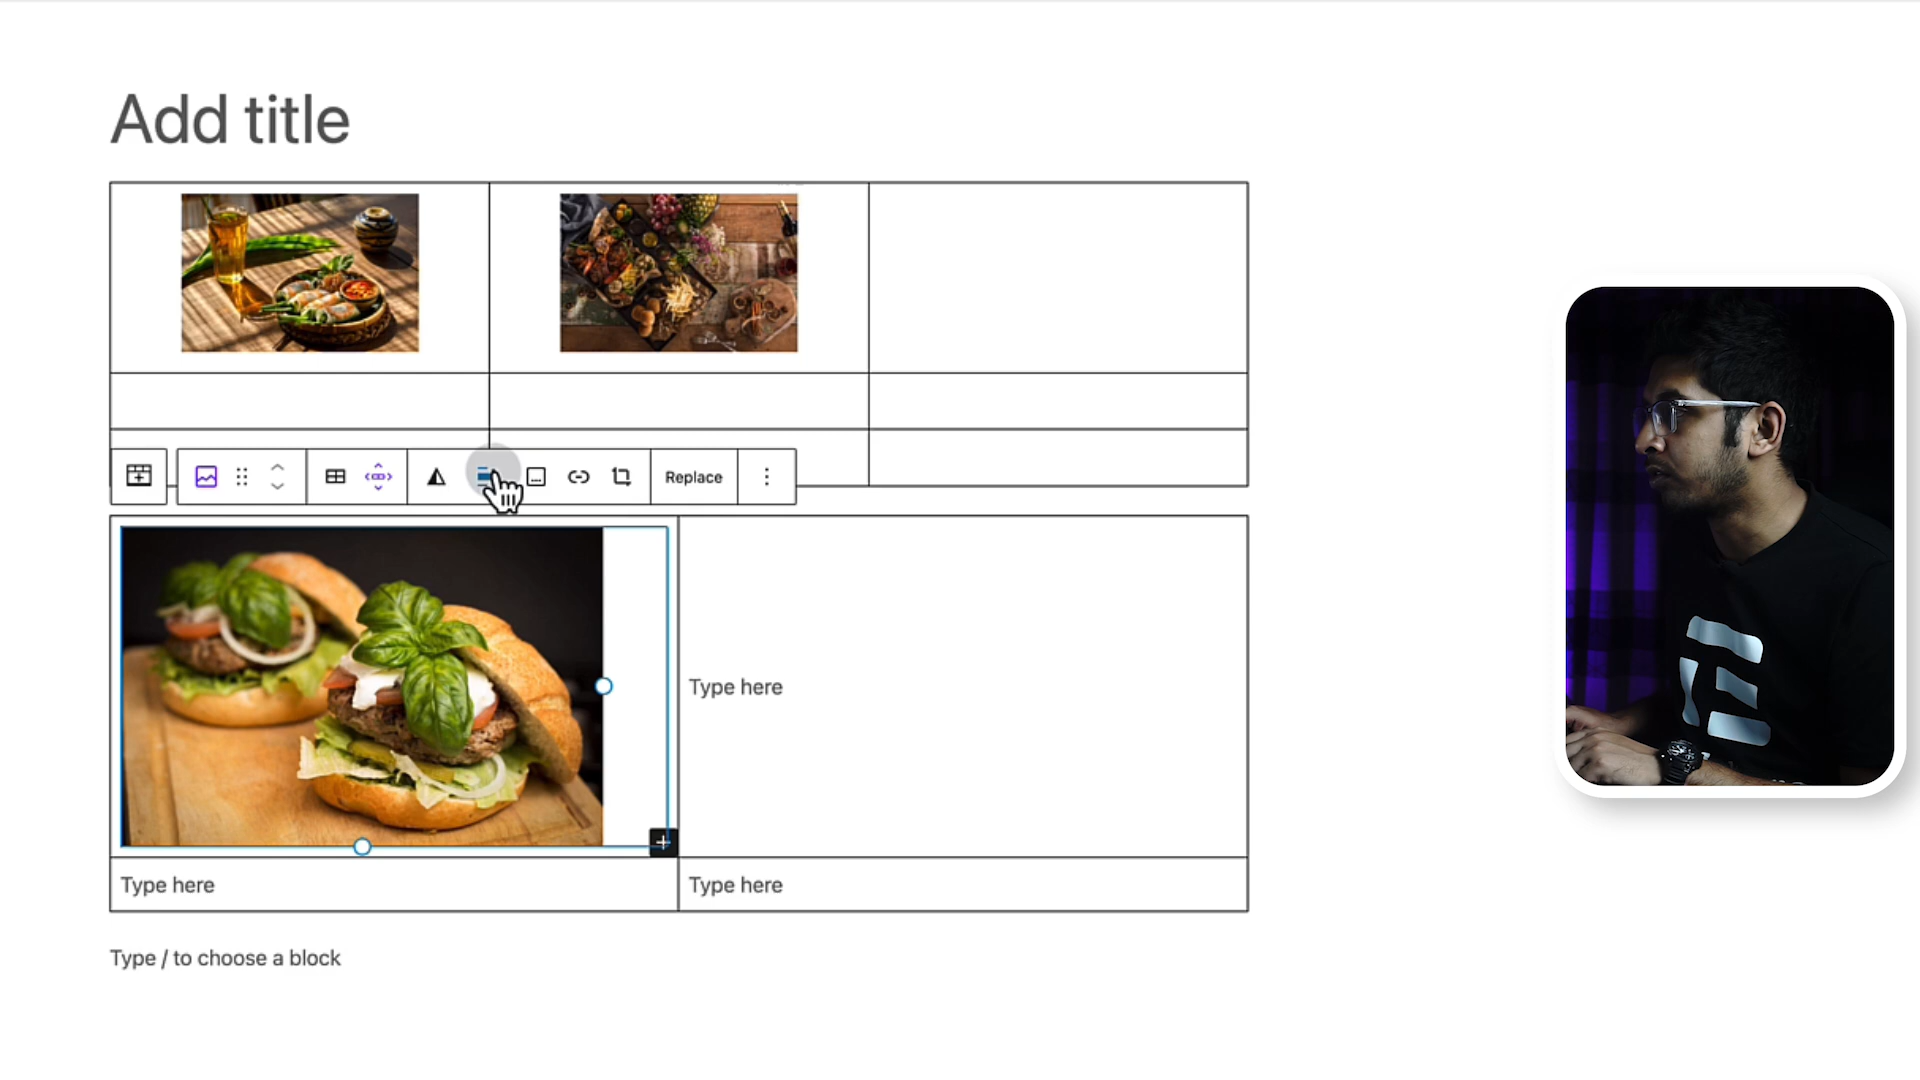 Add title
Replace
Type here
Type here
Type here
Type / to choose a block